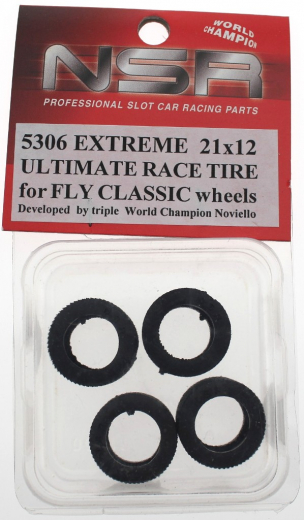 WORLD
CHAMPION
NSR
PROFESSIONAL SLOT CAR RACING PARTS
5306 EXTREME 21x12
ULTIMATE RACE TIRE
for FLY CLASSIC wheels
Developed by triple World Champion Noviello